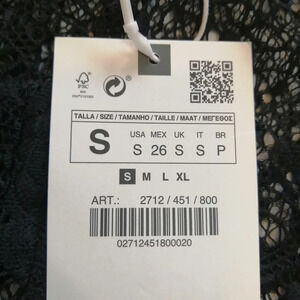 FSC
TALLA / SIZE / TAMANHO / TAILLE / MAAT / ΜΕΓΕΘΟΣ
S
USA MEX UK IT BR
S 26 S S P
S M L XL
ART.: 2712 / 451 / 800
02712451800020